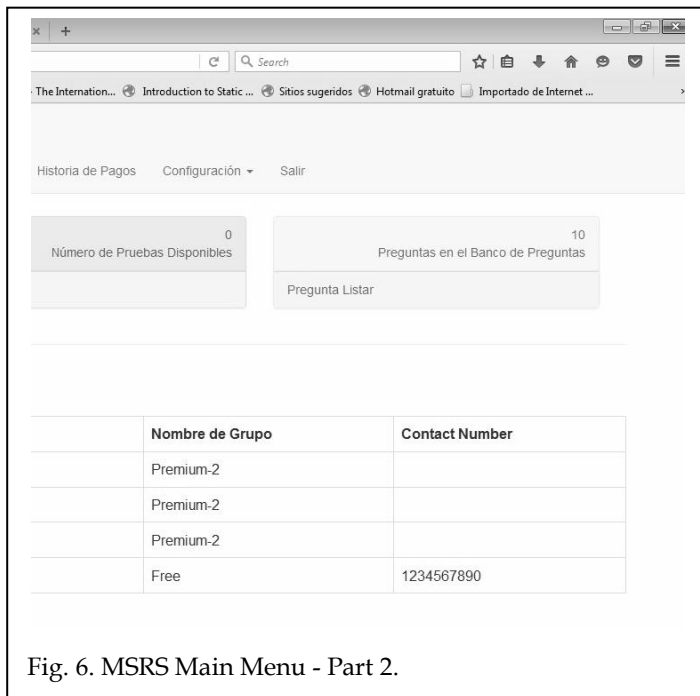 Search
The Internation... Introduction to Static ... Sitios sugeridos Hotmail gratuito Importado de Internet ...
Historia de Pagos Configuración Salir
0
Número de Pruebas Disponibles
10
Preguntas en el Banco de Preguntas
Pregunta Listar
Nombre de Grupo Contact Number
Premium-2
Premium-2
Premium-2
Free 1234567890
Fig. 6. MSRS Main Menu - Part 2.